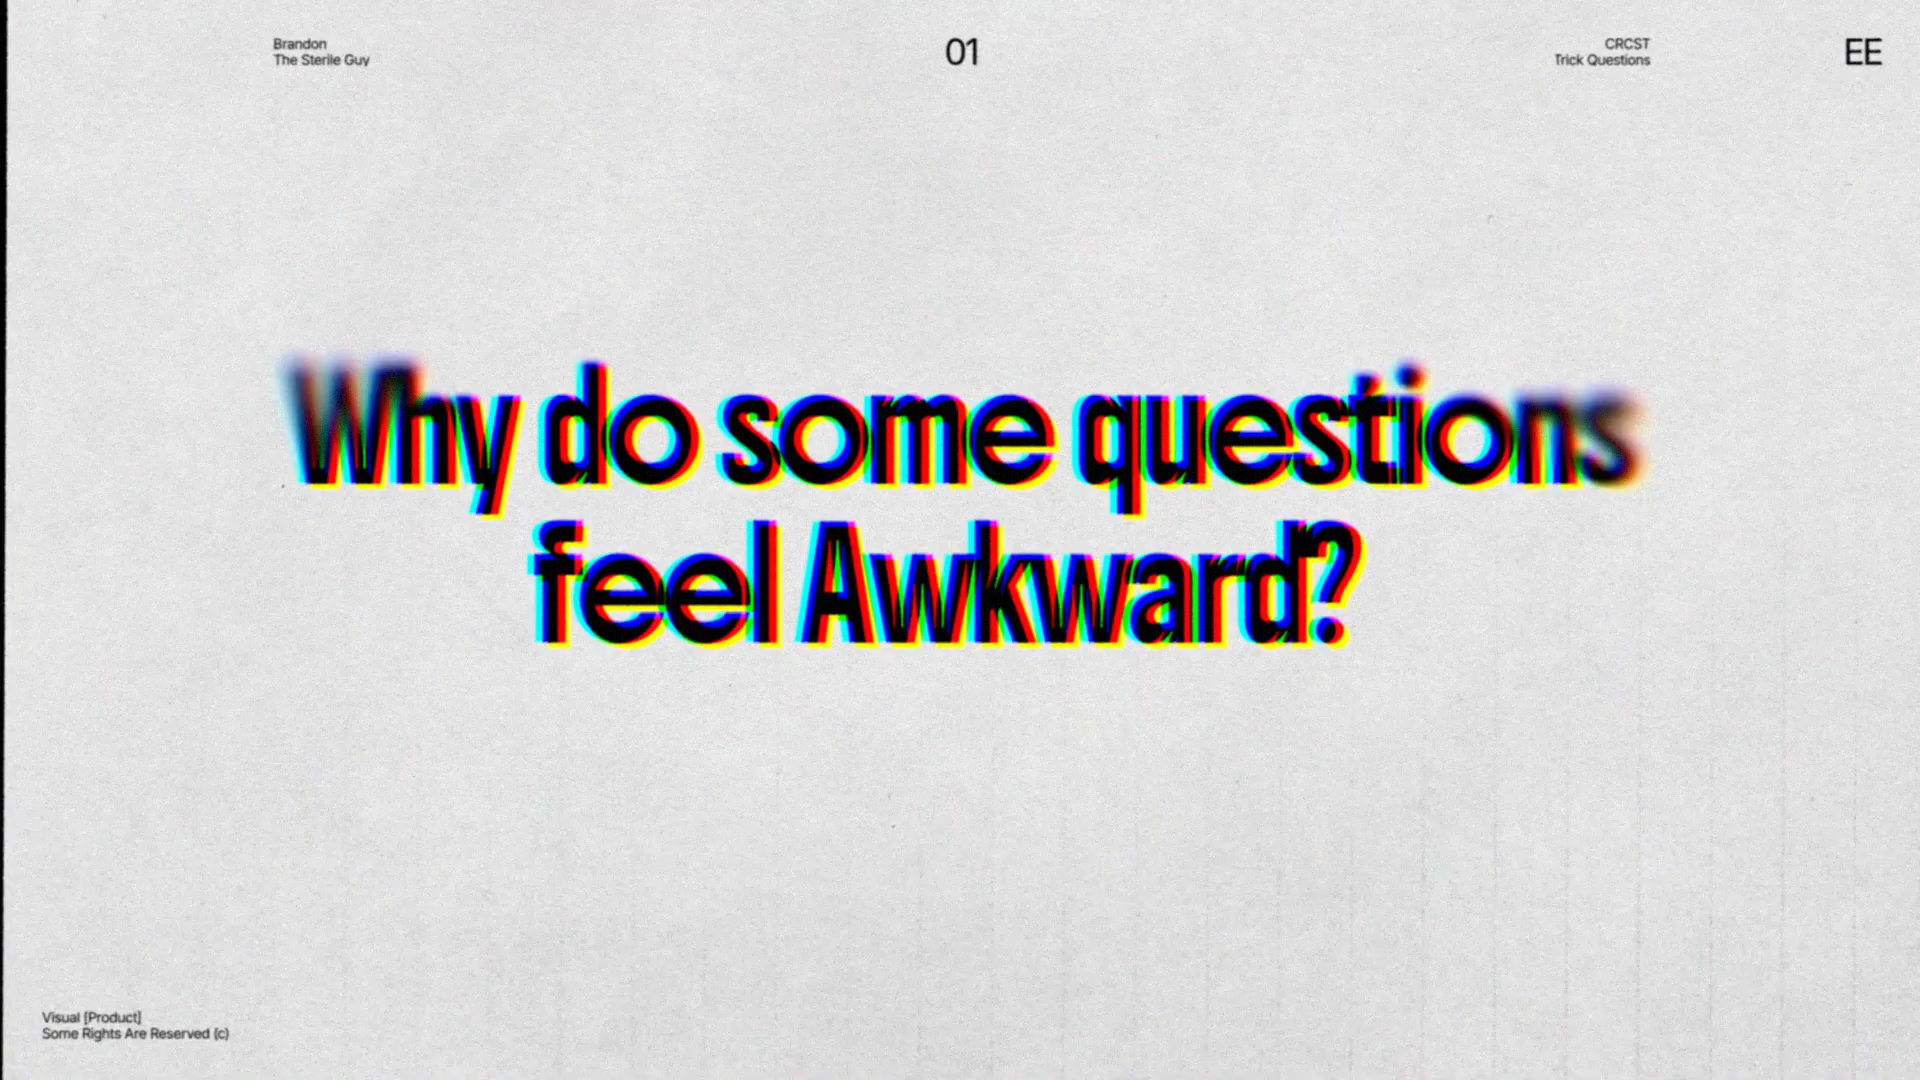 Brandon
The Sterile Guy
01
CRCST
Trick Questions
EE
Why do some questions
feel Awkward?
Visual [Product]
Some Rights Are Reserved (c)